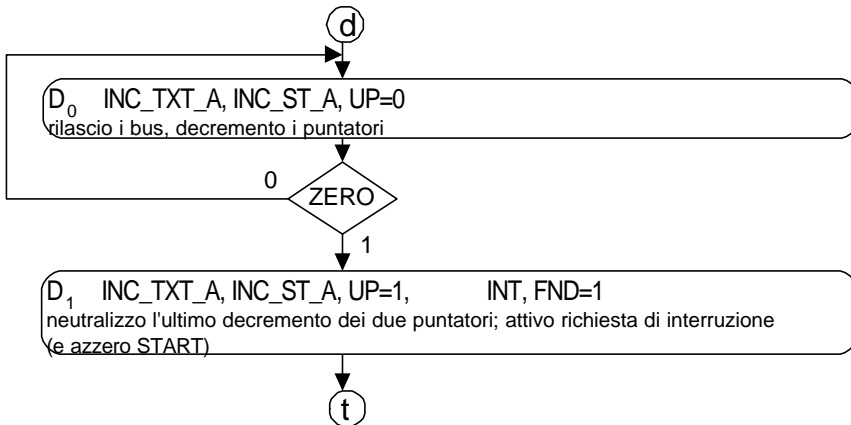 d
D0 INC_TXT_A, INC_ST_A, UP=0
rilascio i bus, decremento i puntatori
0
ZERO
1
D1 INC_TXT_A, INC_ST_A, UP=1, INT, FND=1
neutralizzo l'ultimo decremento dei due puntatori; attivo richiesta di interruzione
(e azzero START)
t